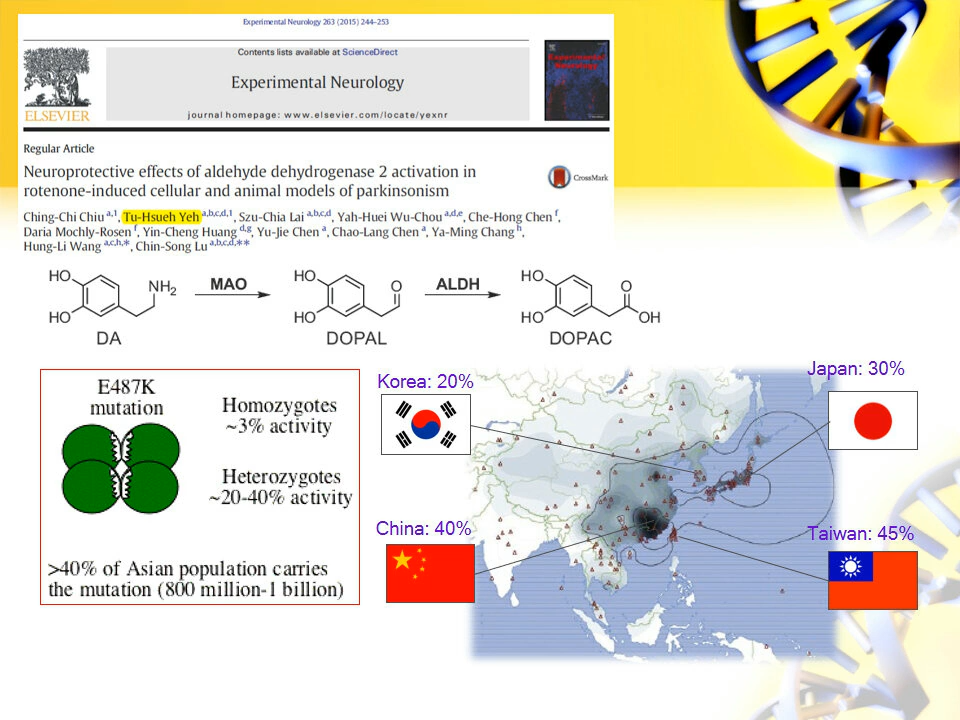 Experimental Neurology 263 (2015) 244–253
Contents lists available at ScienceDirect
Experimental Neurology
journal homepage: www.elsevier.com/locate/yexnr
ELSEVIER
Experimental
Neurology
Regular Article
Neuroprotective effects of aldehyde dehydrogenase 2 activation in
rotenone-induced cellular and animal models of parkinsonism
CrossMark
Ching-Chi Chiu a,1, Tu-Hsueh Yeh a,b,c,d,1, Szu-Chia Lai a,b,c,d, Yah-Huei Wu-Chou a,d,e, Che-Hong Chen f,
Daria Mochly-Rosen f, Yin-Cheng Huang d,g, Yu-Jie Chen a, Chao-Lang Chen a, Ya-Ming Chang h,
Hung-Li Wang a,c,h,*, Chin-Song Lu a,b,c,d,**
HO
HO
NH2
DA
MAO
HO
HO
O
DOPAL
ALDH
HO
HO
O
OH
DOPAC
E487K
mutation
Homozygotes
~3% activity
Heterozygotes
~20-40% activity
>40% of Asian population carries
the mutation (800 million-1 billion)
Korea: 20%
Japan: 30%
China: 40%
Taiwan: 45%